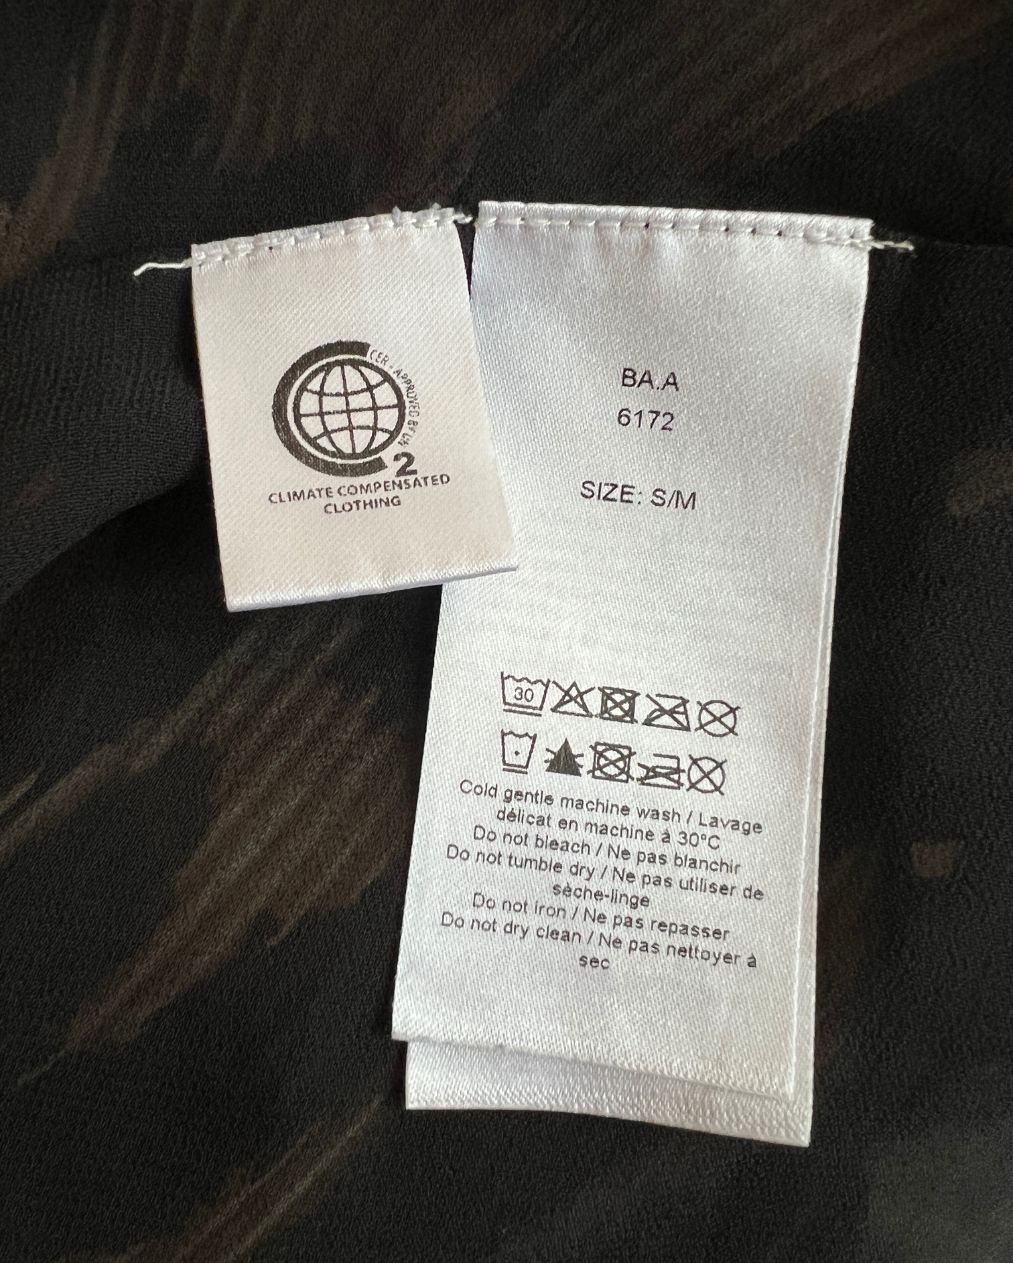 CER - APPROVED BY UN
2
CLIMATE COMPENSATED
CLOTHING
BA.A
6172
SIZE: S/M
30
Cold gentle machine wash / Lavage
délicat en machine à 30°C
Do not bleach / Ne pas blanchir
Do not tumble dry / Ne pas utiliser de
sèche-linge
Do not iron / Ne pas repasser
Do not dry clean / Ne pas nettoyer à
sec